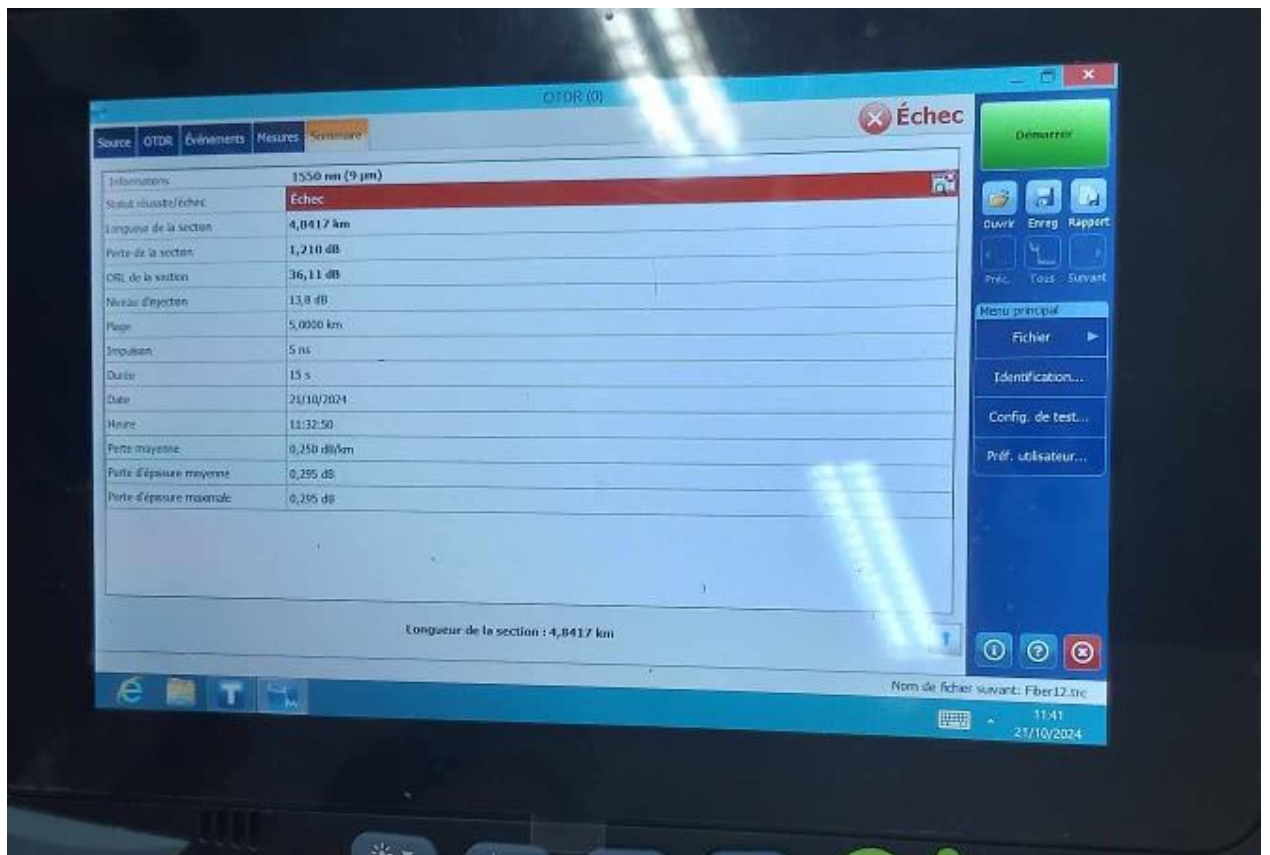 OTDR (0)
Échec
Source OTDR Événements Mesures Sommaire
Informations 1550 nm (9 µm)
Statut réussite/échec Échec
Longueur de la section 4,8417 km
Perte de la section 1,210 dB
ORL de la section 36,11 dB
Niveau d'injection 13,8 dB
Plage 5,0000 km
Impulsion 5 ns
Durée 15 s
Date 21/10/2024
Heure 11:32:50
Perte moyenne 0,250 dB/km
Perte d'épissure moyenne 0,295 dB
Perte d'épissure maximale 0,295 dB
Longueur de la section : 4,8417 km
Démarrer
Ouvrir Enreg Rapport
Préc. Tous Suivant
Menu principal
Fichier
Identification...
Config. de test...
Préf. utilisateur...
Nom de fichier suivant: Fiber12.trc
11:41
21/10/2024